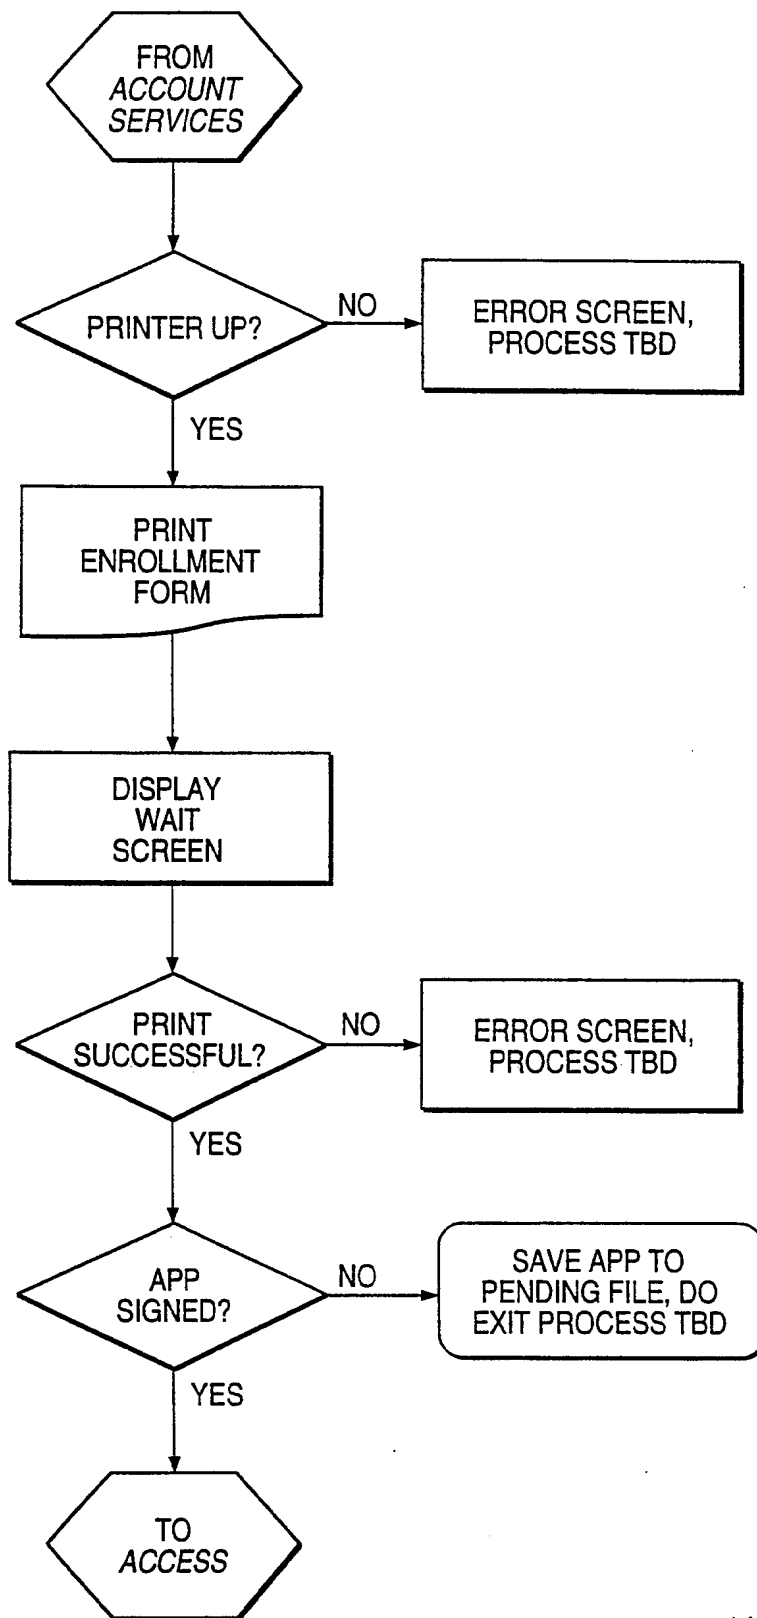 FROM
ACCOUNT
SERVICES
PRINTER UP?
NO
ERROR SCREEN,
PROCESS TBD
YES
PRINT
ENROLLMENT
FORM
DISPLAY
WAIT
SCREEN
PRINT
SUCCESSFUL?
NO
ERROR SCREEN,
PROCESS TBD
YES
APP
SIGNED?
NO
SAVE APP TO
PENDING FILE, DO
EXIT PROCESS TBD
YES
TO
ACCESS